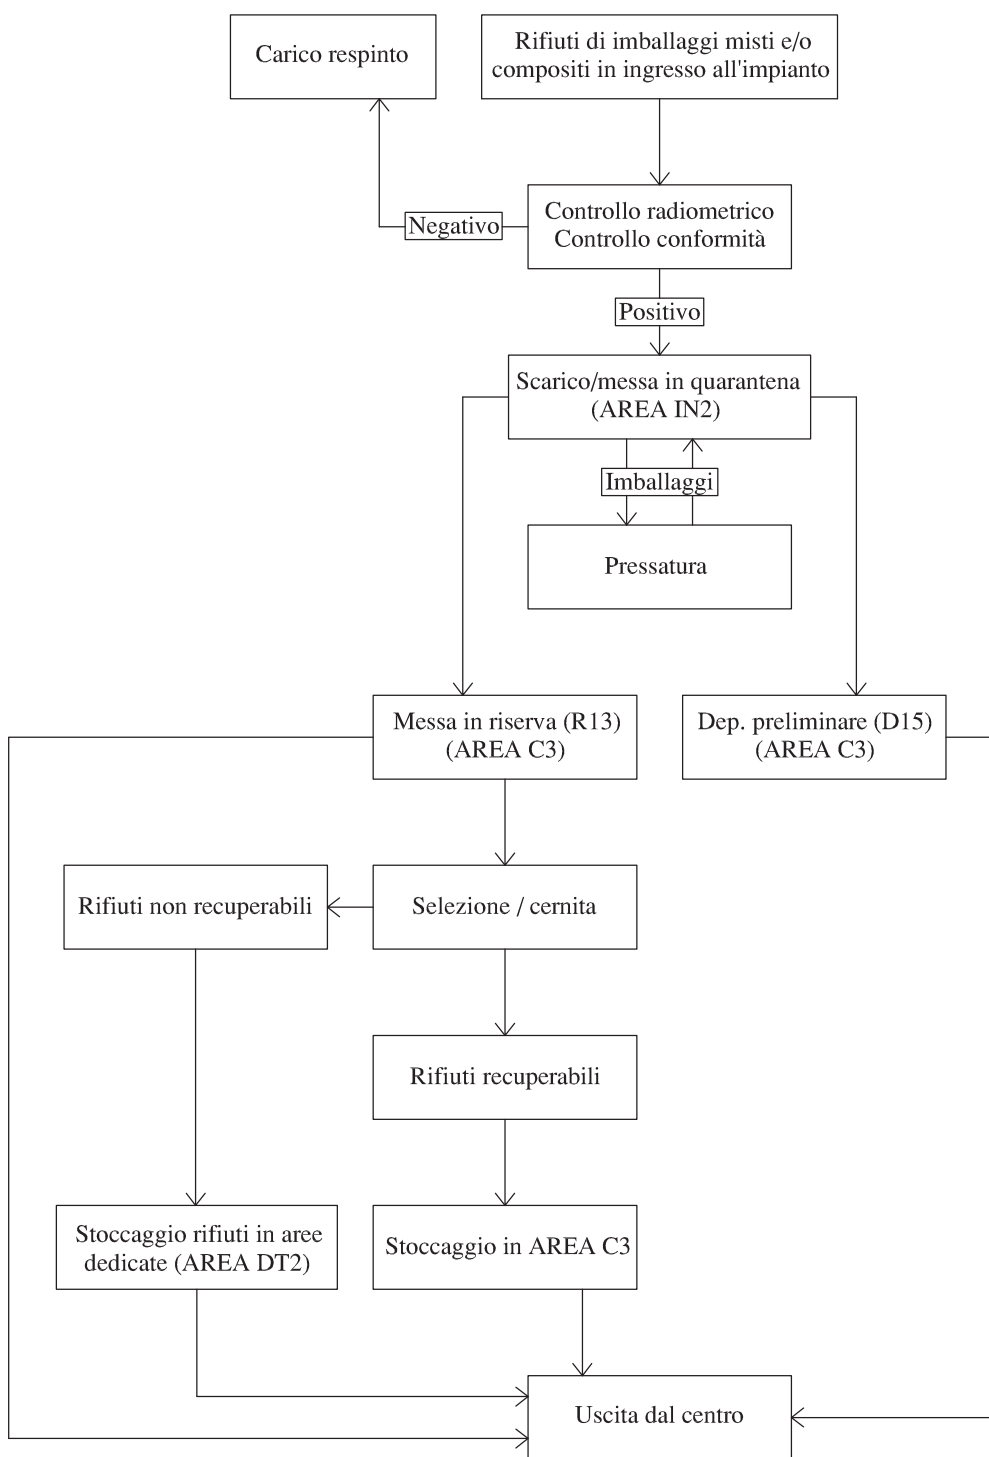 Carico respinto
Rifiuti di imballaggi misti e/o
compositi in ingresso all'impianto
Controllo radiometrico
Controllo conformità
Negativo
Positivo
Scarico/messa in quarantena
(AREA IN2)
Imballaggi
Pressatura
Messa in riserva (R13)
(AREA C3)
Dep. preliminare (D15)
(AREA C3)
Rifiuti non recuperabili
Selezione / cernita
Rifiuti recuperabili
Stoccaggio rifiuti in aree
dedicate (AREA DT2)
Stoccaggio in AREA C3
Uscita dal centro